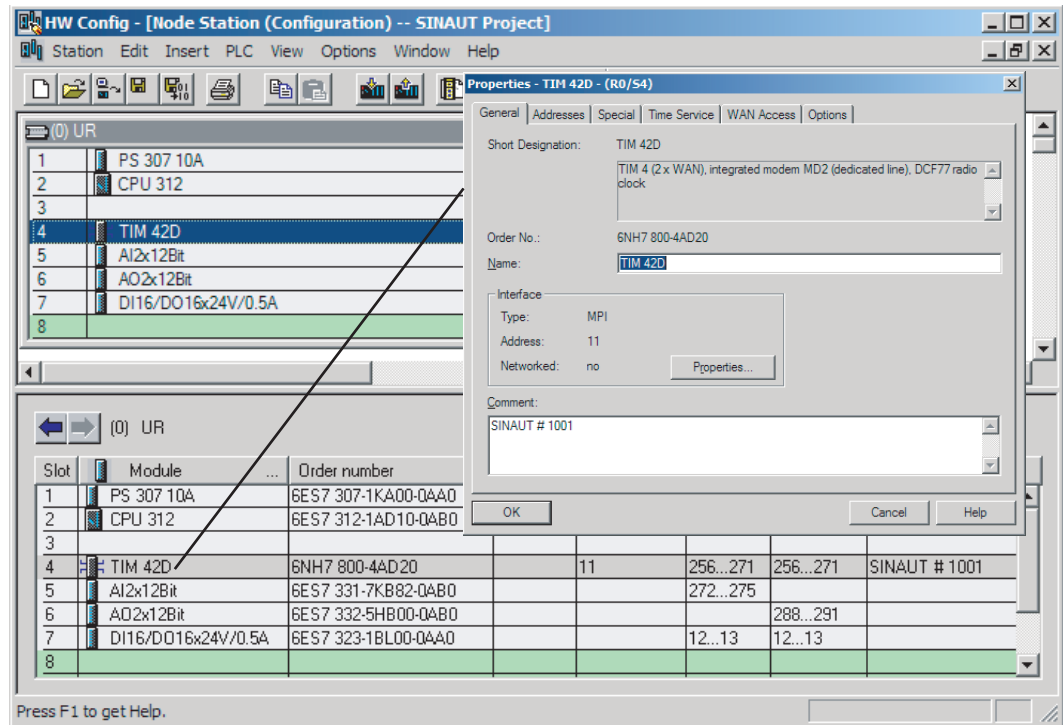 HW Config - [Node Station (Configuration) -- SINAUT Project]
Station Edit Insert PLC View Options Window Help
(0) UR
1 PS 307 10A
2 CPU 312
3
4 TIM 42D
5 AI2x12Bit
6 AO2x12Bit
7 DI16/DO16x24V/0.5A
8
Properties - TIM 42D - (R0/S4)
General Addresses Special Time Service WAN Access Options
Short Designation: TIM 42D
TIM 4 (2 x WAN), integrated modem MD2 (dedicated line), DCF77 radio
clock
Order No.: 6NH7 800-4AD20
Name: TIM 42D
Interface
Type: MPI
Address: 11
Networked: no Properties...
Comment:
SINAUT # 1001
OK Cancel Help
(0) UR
Slot Module ... Order number
1 PS 307 10A 6ES7 307-1KA00-0AA0
2 CPU 312 6ES7 312-1AD10-0AB0
3
4 TIM 42D 6NH7 800-4AD20 11 256...271 256...271 SINAUT # 1001
5 AI2x12Bit 6ES7 331-7KB82-0AB0 272...275
6 AO2x12Bit 6ES7 332-5HB00-0AB0 288...291
7 DI16/DO16x24V/0.5A 6ES7 323-1BL00-0AA0 12...13 12...13
8
Press F1 to get Help.